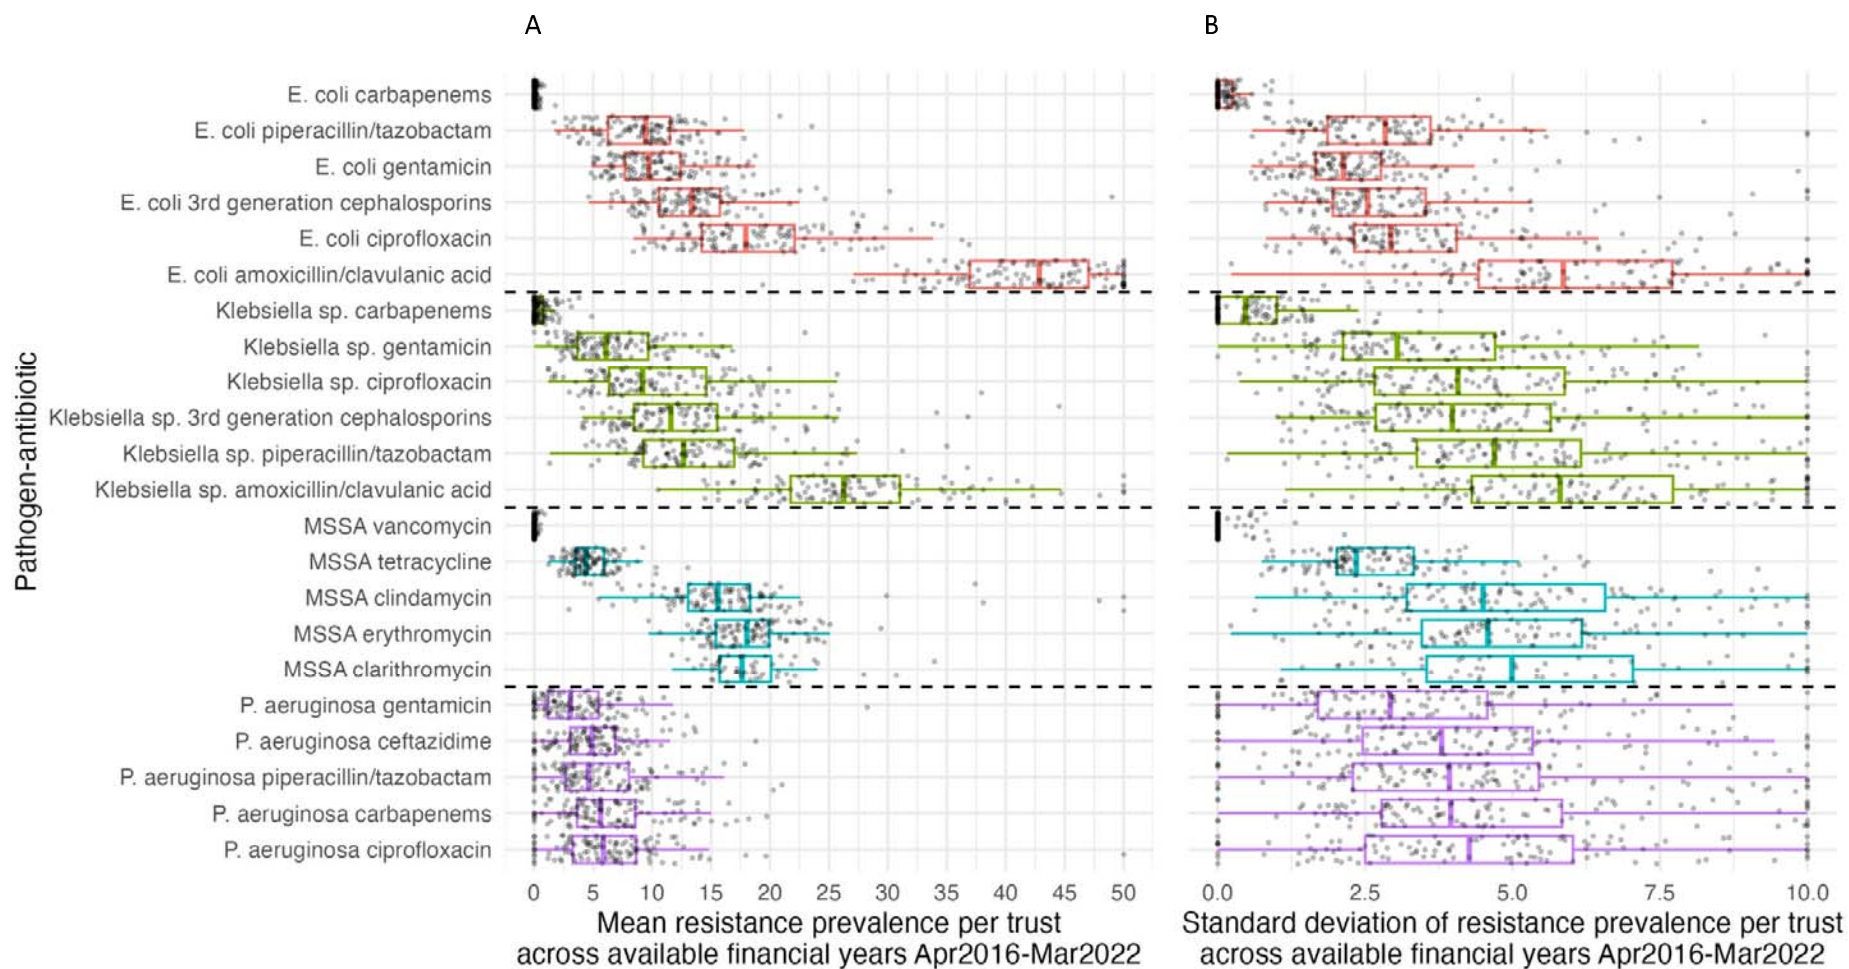 A
B
Pathogen-antibiotic
E. coli carbapenems
E. coli piperacillin/tazobactam
E. coli gentamicin
E. coli 3rd generation cephalosporins
E. coli ciprofloxacin
E. coli amoxicillin/clavulanic acid
Klebsiella sp. carbapenems
Klebsiella sp. gentamicin
Klebsiella sp. ciprofloxacin
Klebsiella sp. 3rd generation cephalosporins
Klebsiella sp. piperacillin/tazobactam
Klebsiella sp. amoxicillin/clavulanic acid
MSSA vancomycin
MSSA tetracycline
MSSA clindamycin
MSSA erythromycin
MSSA clarithromycin
P. aeruginosa gentamicin
P. aeruginosa ceftazidime
P. aeruginosa piperacillin/tazobactam
P. aeruginosa carbapenems
P. aeruginosa ciprofloxacin
0 5 10 15 20 25 30 35 40 45 50
Mean resistance prevalence per trust
across available financial years Apr2016-Mar2022
0.0 2.5 5.0 7.5 10.0
Standard deviation of resistance prevalence per trust
across available financial years Apr2016-Mar2022